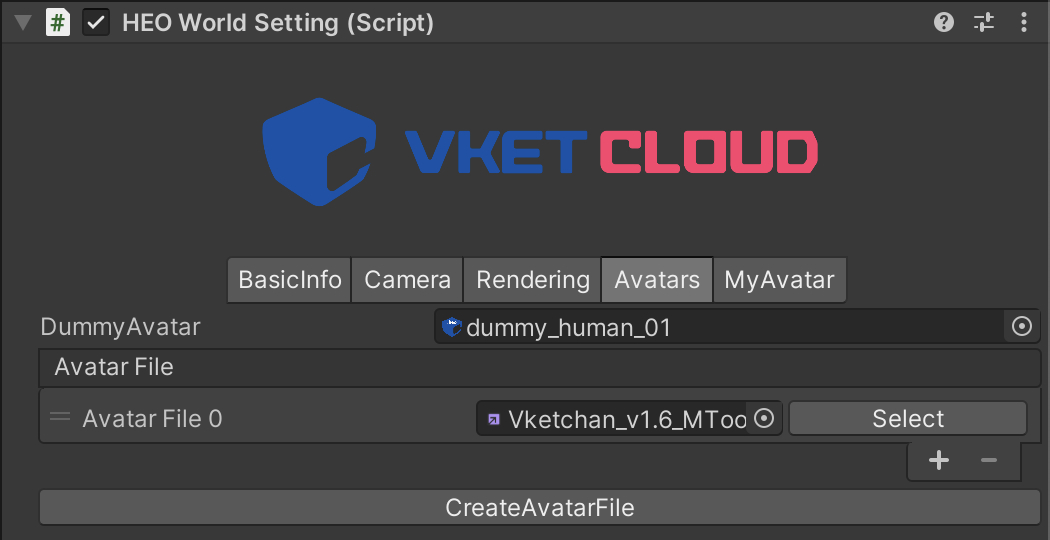 # HEO World Setting (Script)
VKET CLOUD
BasicInfo Camera Rendering Avatars MyAvatar
DummyAvatar dummy_human_01
Avatar File
Avatar File 0 Vketchan_v1.6_MToo Select
+ −
CreateAvatarFile